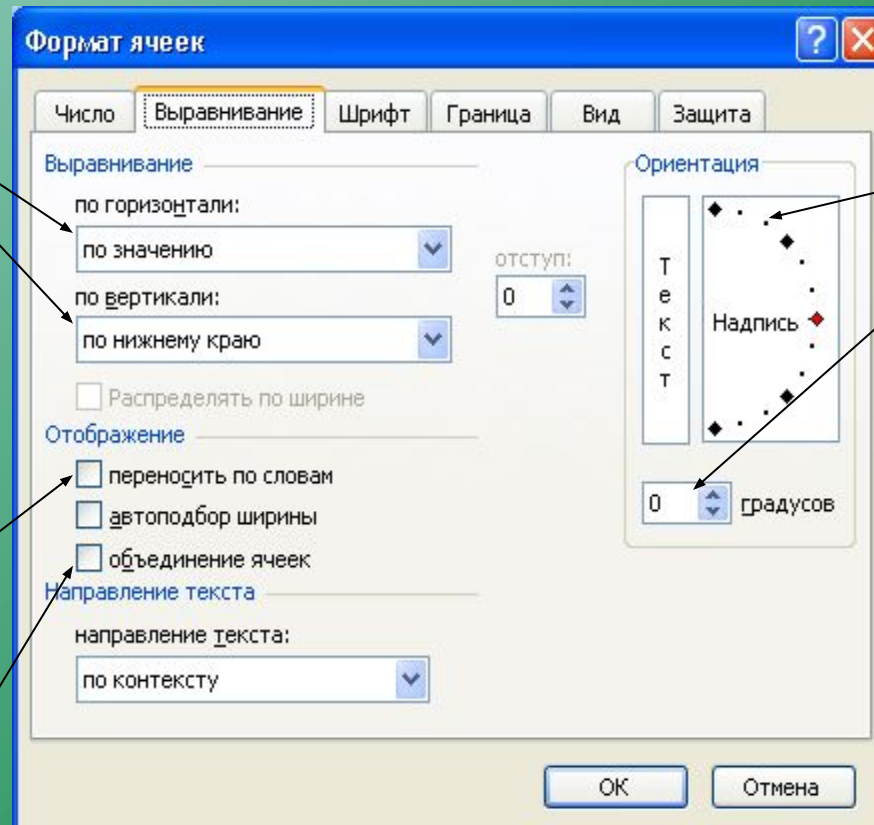 Формат ячеек
Число Выравнивание Шрифт Граница Вид Защита
Выравнивание
по горизонтали:
по значению
отступ:
0
по вертикали:
по нижнему краю
Распределять по ширине
Отображение
переносить по словам
автоподбор ширины
объединение ячеек
Направление текста
направление текста:
по контексту
Ориентация
Текст
Надпись
0 градусов
ОК Отмена